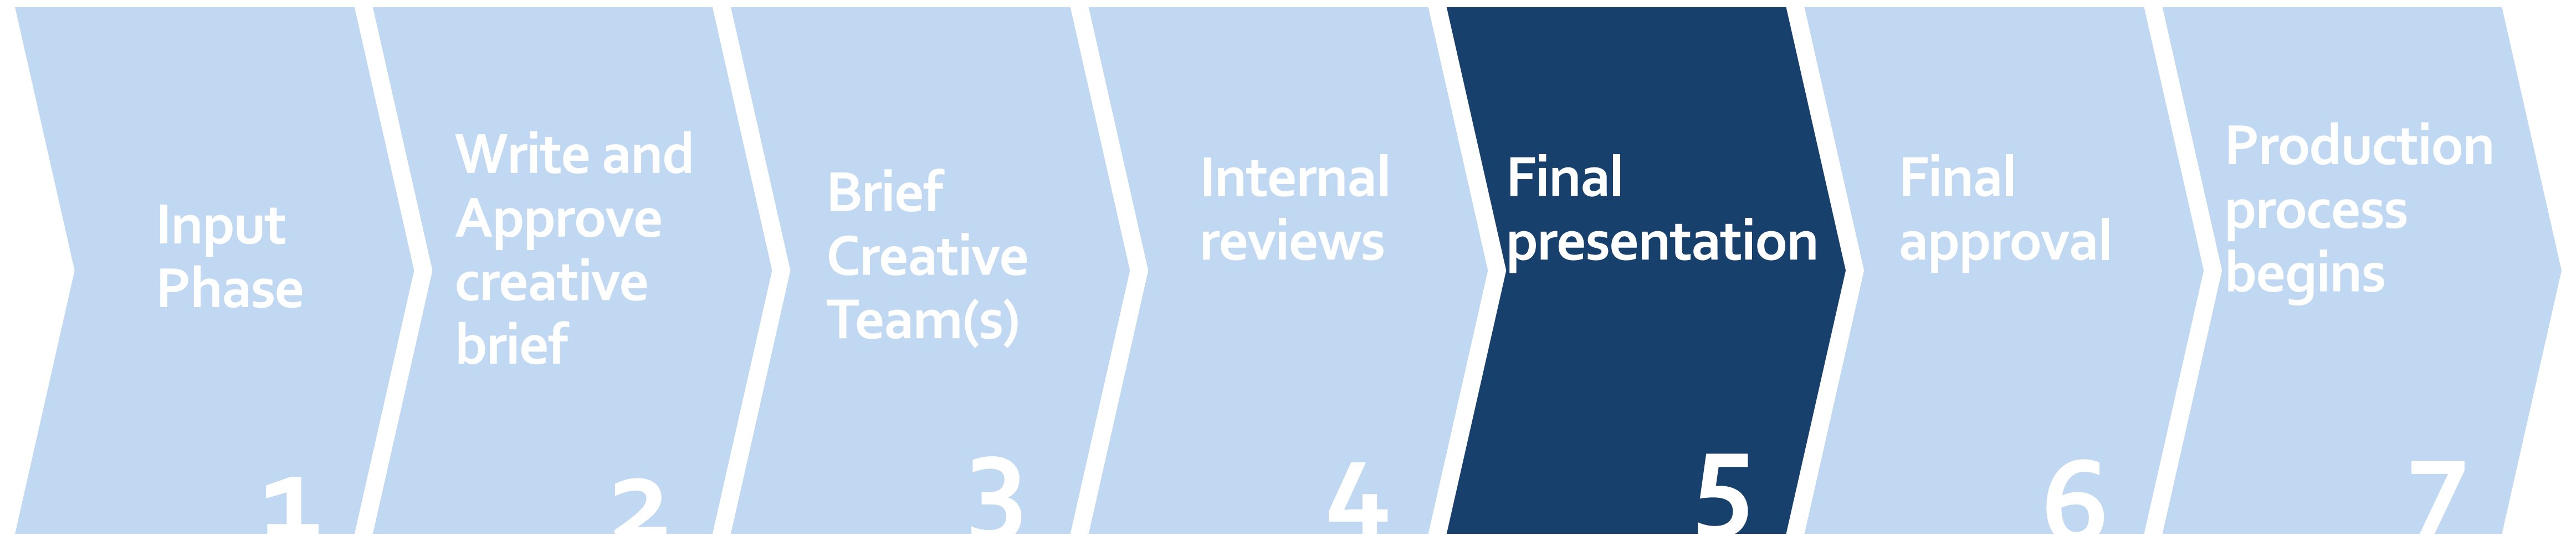 Input
Phase
1
Write and
Approve
creative
brief
2
Brief
Creative
Team(s)
3
Internal
reviews
4
Final
presentation
5
Final
approval
6
Production
process
begins
7